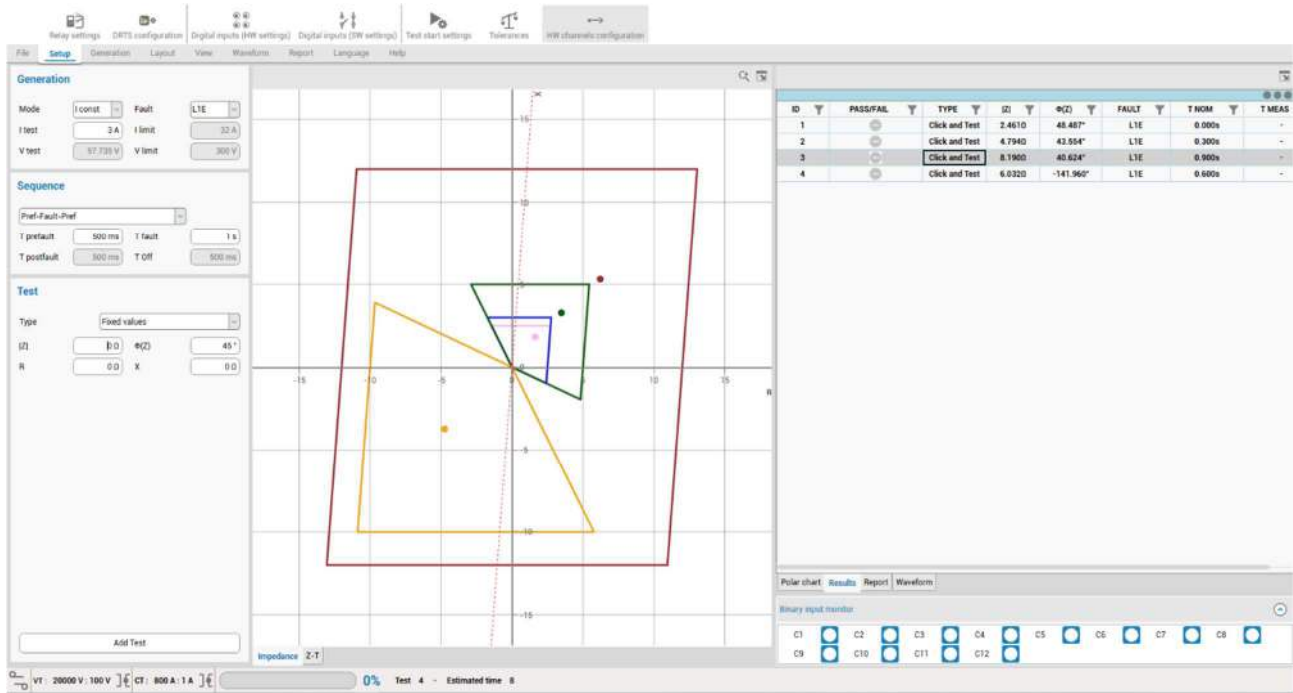 Relay settings DRTS configuration Digital inputs (HW settings) Digital inputs (SW settings) Test start settings Tolerances HW channels configuration
File Setup Generation Layout View Waveform Report Language Help
Generation
Mode I const Fault L1E
I test 3 A I limit 32 A
V test 57.735 V V limit 300 V
Sequence
Pref-Fault-Pref
T prefault 500 ms T fault 1 s
T postfault 500 ms T Off 500 ms
Test
Type Fixed values
|Z| 0 Ω Φ(Z) 45 °
R 0 Ω X 0 Ω
Add Test
X
15
10
5
0
-15 -10 -5 0 5 10 15
R
-5
-10
-15
Impedance Z-T
ID PASS/FAIL TYPE |Z| Φ(Z) FAULT T NOM T MEAS
1 Click and Test 2.461Ω 48.487° L1E 0.000s -
2 Click and Test 4.794Ω 43.554° L1E 0.300s -
3 Click and Test 8.190Ω 40.624° L1E 0.900s -
4 Click and Test 6.032Ω -141.960° L1E 0.600s -
Polar chart Results Report Waveform
Binary input monitor
C1 C2 C3 C4 C5 C6 C7 C8
C9 C10 C11 C12
VT : 20000 V : 100 V CT : 800 A : 1 A 0% Test 4 - Estimated time 8